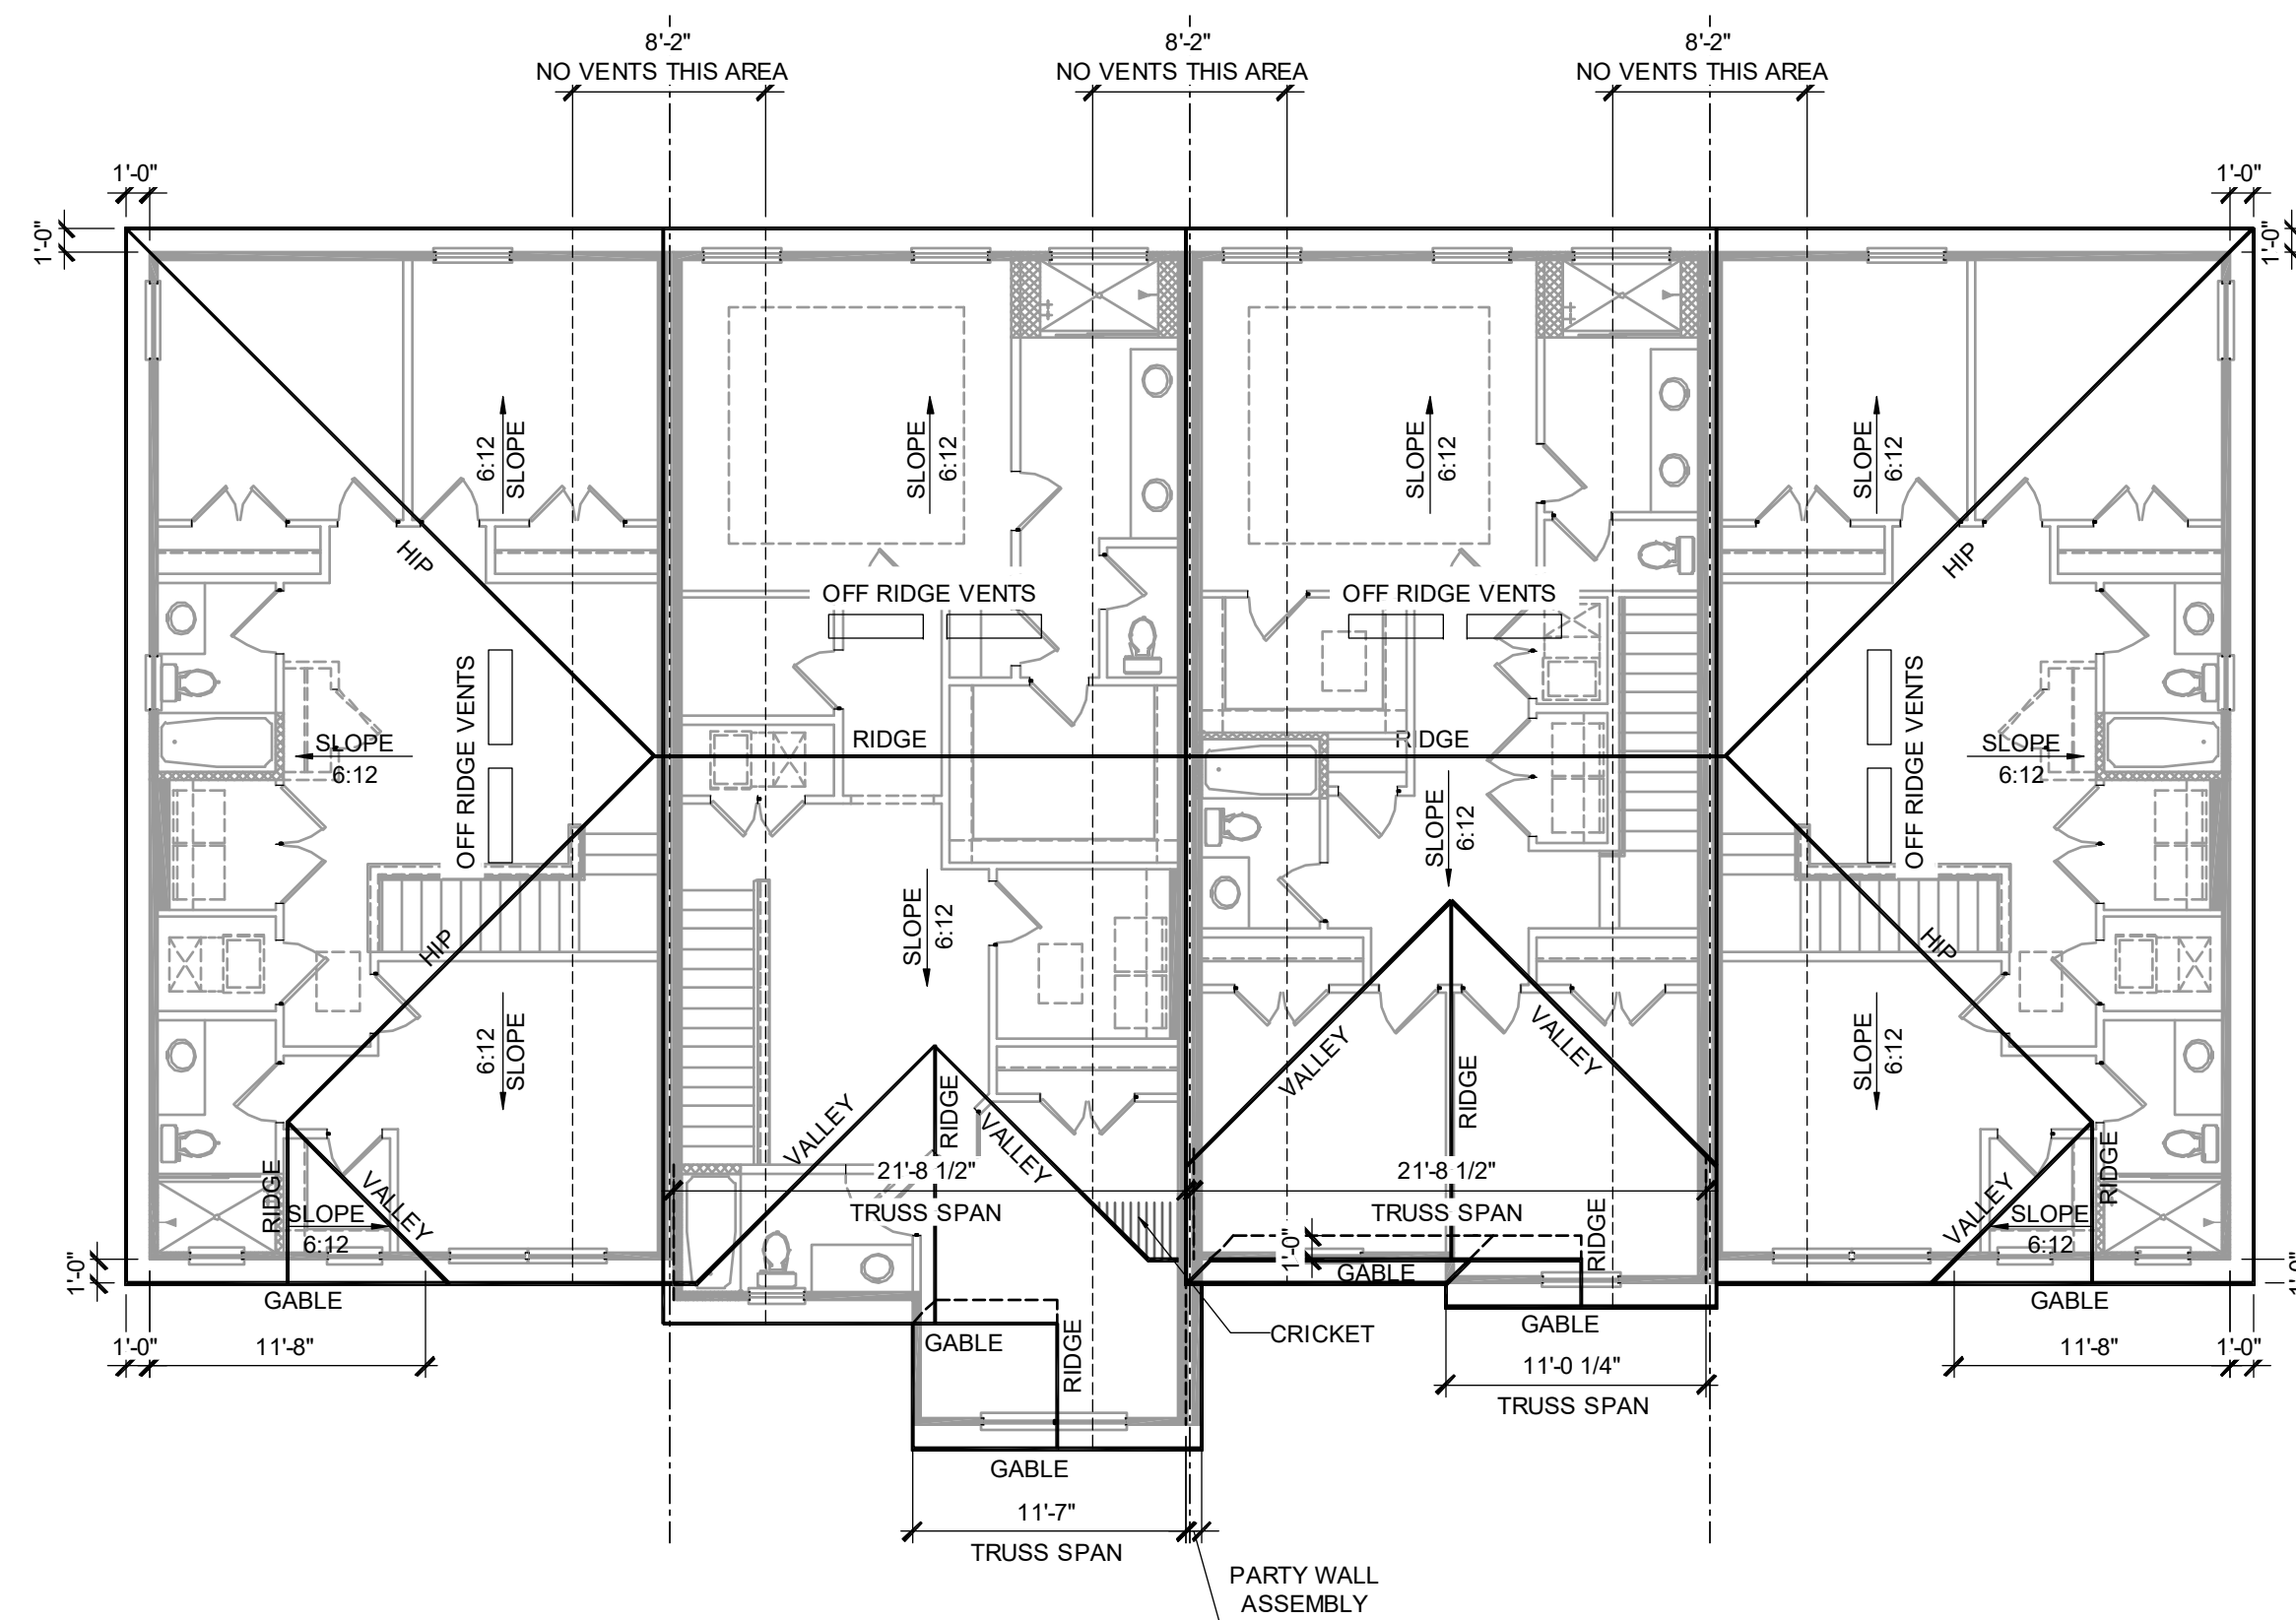 8'-2"
NO VENTS THIS AREA
8'-2"
NO VENTS THIS AREA
8'-2"
NO VENTS THIS AREA
1'-0"
1'-0"
1'-0"
1'-0"
6:12
SLOPE
SLOPE
6:12
SLOPE
6:12
SLOPE
6:12
HIP
HIP
OFF RIDGE VENTS
OFF RIDGE VENTS
OFF RIDGE VENTS
OFF RIDGE VENTS
RIDGE
RIDGE
SLOPE
6:12
SLOPE
6:12
SLOPE
6:12
SLOPE
6:12
HIP
HIP
6:12
SLOPE
SLOPE
6:12
VALLEY
RIDGE
VALLEY
VALLEY
RIDGE
VALLEY
RIDGE
VALLEY
SLOPE
6:12
21'-8 1/2"
TRUSS SPAN
21'-8 1/2"
TRUSS SPAN
RIDGE
VALLEY
RIDGE
SLOPE
6:12
1'-0"
GABLE
RIDGE
1'-0"
1'-0"
GABLE
GABLE
RIDGE
CRICKET
GABLE
GABLE
1'-0"
11'-8"
11'-0 1/4"
TRUSS SPAN
11'-8"
1'-0"
GABLE
11'-7"
TRUSS SPAN
PARTY WALL
ASSEMBLY